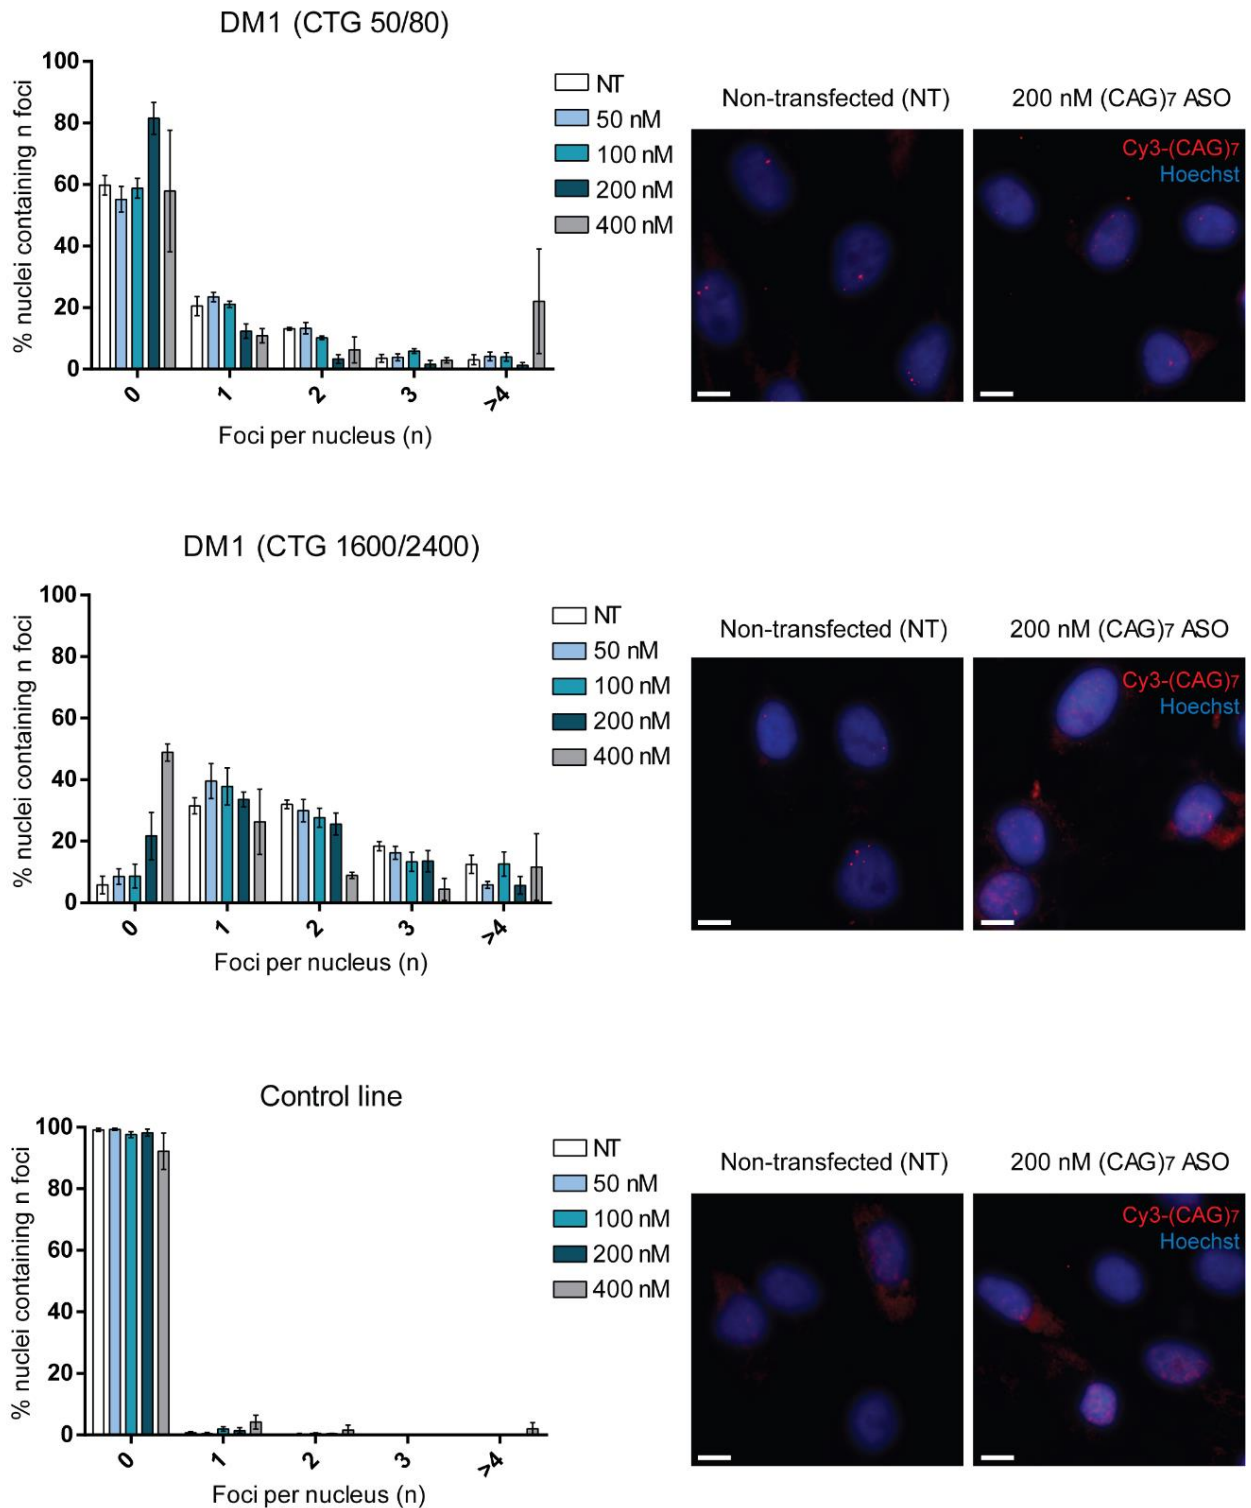 DM1 (CTG 50/80)
% nuclei containing n foci
100
80
60
40
20
0
0 1 2 3 >4
Foci per nucleus (n)
NT
50 nM
100 nM
200 nM
400 nM
Non-transfected (NT)
200 nM (CAG)7 ASO
Cy3-(CAG)7
Hoechst
DM1 (CTG 1600/2400)
% nuclei containing n foci
100
80
60
40
20
0
0 1 2 3 >4
Foci per nucleus (n)
NT
50 nM
100 nM
200 nM
400 nM
Non-transfected (NT)
200 nM (CAG)7 ASO
Cy3-(CAG)7
Hoechst
Control line
% nuclei containing n foci
100
80
60
40
20
0
0 1 2 3 >4
Foci per nucleus (n)
NT
50 nM
100 nM
200 nM
400 nM
Non-transfected (NT)
200 nM (CAG)7 ASO
Cy3-(CAG)7
Hoechst